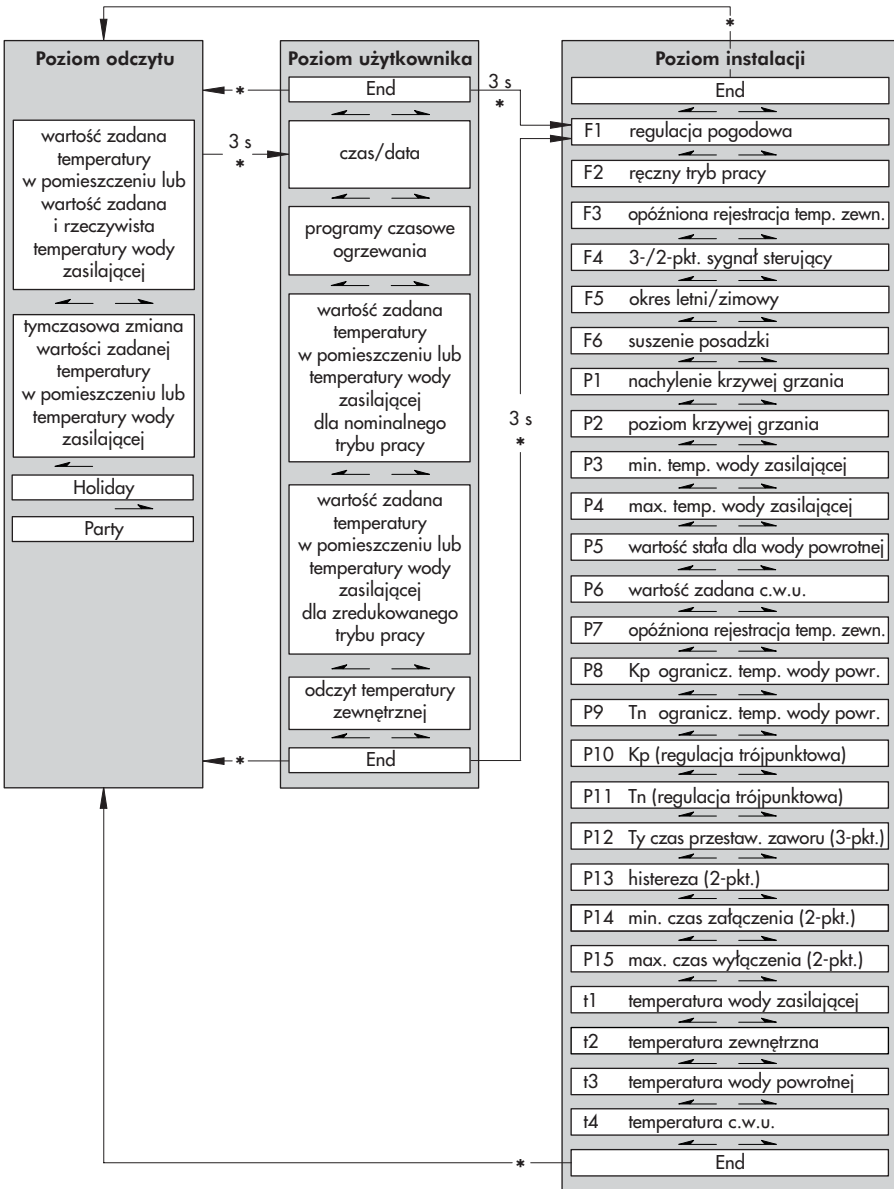 *
Poziom odczytu
wartość zadana
temperatury
w pomieszczeniu lub
wartość zadana
i rzeczywista
temperatury wody
zasilającej
tymczasowa zmiana
wartości zadanej
temperatury
w pomieszczeniu lub
temperatury wody
zasilającej
Holiday
Party
*
3 s
*
*
Poziom użytkownika
End
czas/data
programy czasowe
ogrzewania
wartość zadana
temperatury
w pomieszczeniu lub
temperatury wody
zasilającej
dla nominalnego
trybu pracy
wartość zadana
temperatury
w pomieszczeniu lub
temperatury wody
zasilającej
dla zredukowanego
trybu pracy
odczyt temperatury
zewnętrznej
End
3 s
*
3 s
*
Poziom instalacji
End
F1 regulacja pogodowa
F2 ręczny tryb pracy
F3 opóźniona rejestracja temp. zewn.
F4 3-/2-pkt. sygnał sterujący
F5 okres letni/zimowy
F6 suszenie posadzki
P1 nachylenie krzywej grzania
P2 poziom krzywej grzania
P3 min. temp. wody zasilającej
P4 max. temp. wody zasilającej
P5 wartość stała dla wody powrotnej
P6 wartość zadana c.w.u.
P7 opóźniona rejestracja temp. zewn.
P8 Kp ogranicz. temp. wody powr.
P9 Tn ogranicz. temp. wody powr.
P10 Kp (regulacja trójpunktowa)
P11 Tn (regulacja trójpunktowa)
P12 Ty czas przestaw. zaworu (3-pkt.)
P13 histereza (2-pkt.)
P14 min. czas załączenia (2-pkt.)
P15 max. czas wyłączenia (2-pkt.)
t1 temperatura wody zasilającej
t2 temperatura zewnętrzna
t3 temperatura wody powrotnej
t4 temperatura c.w.u.
End
*